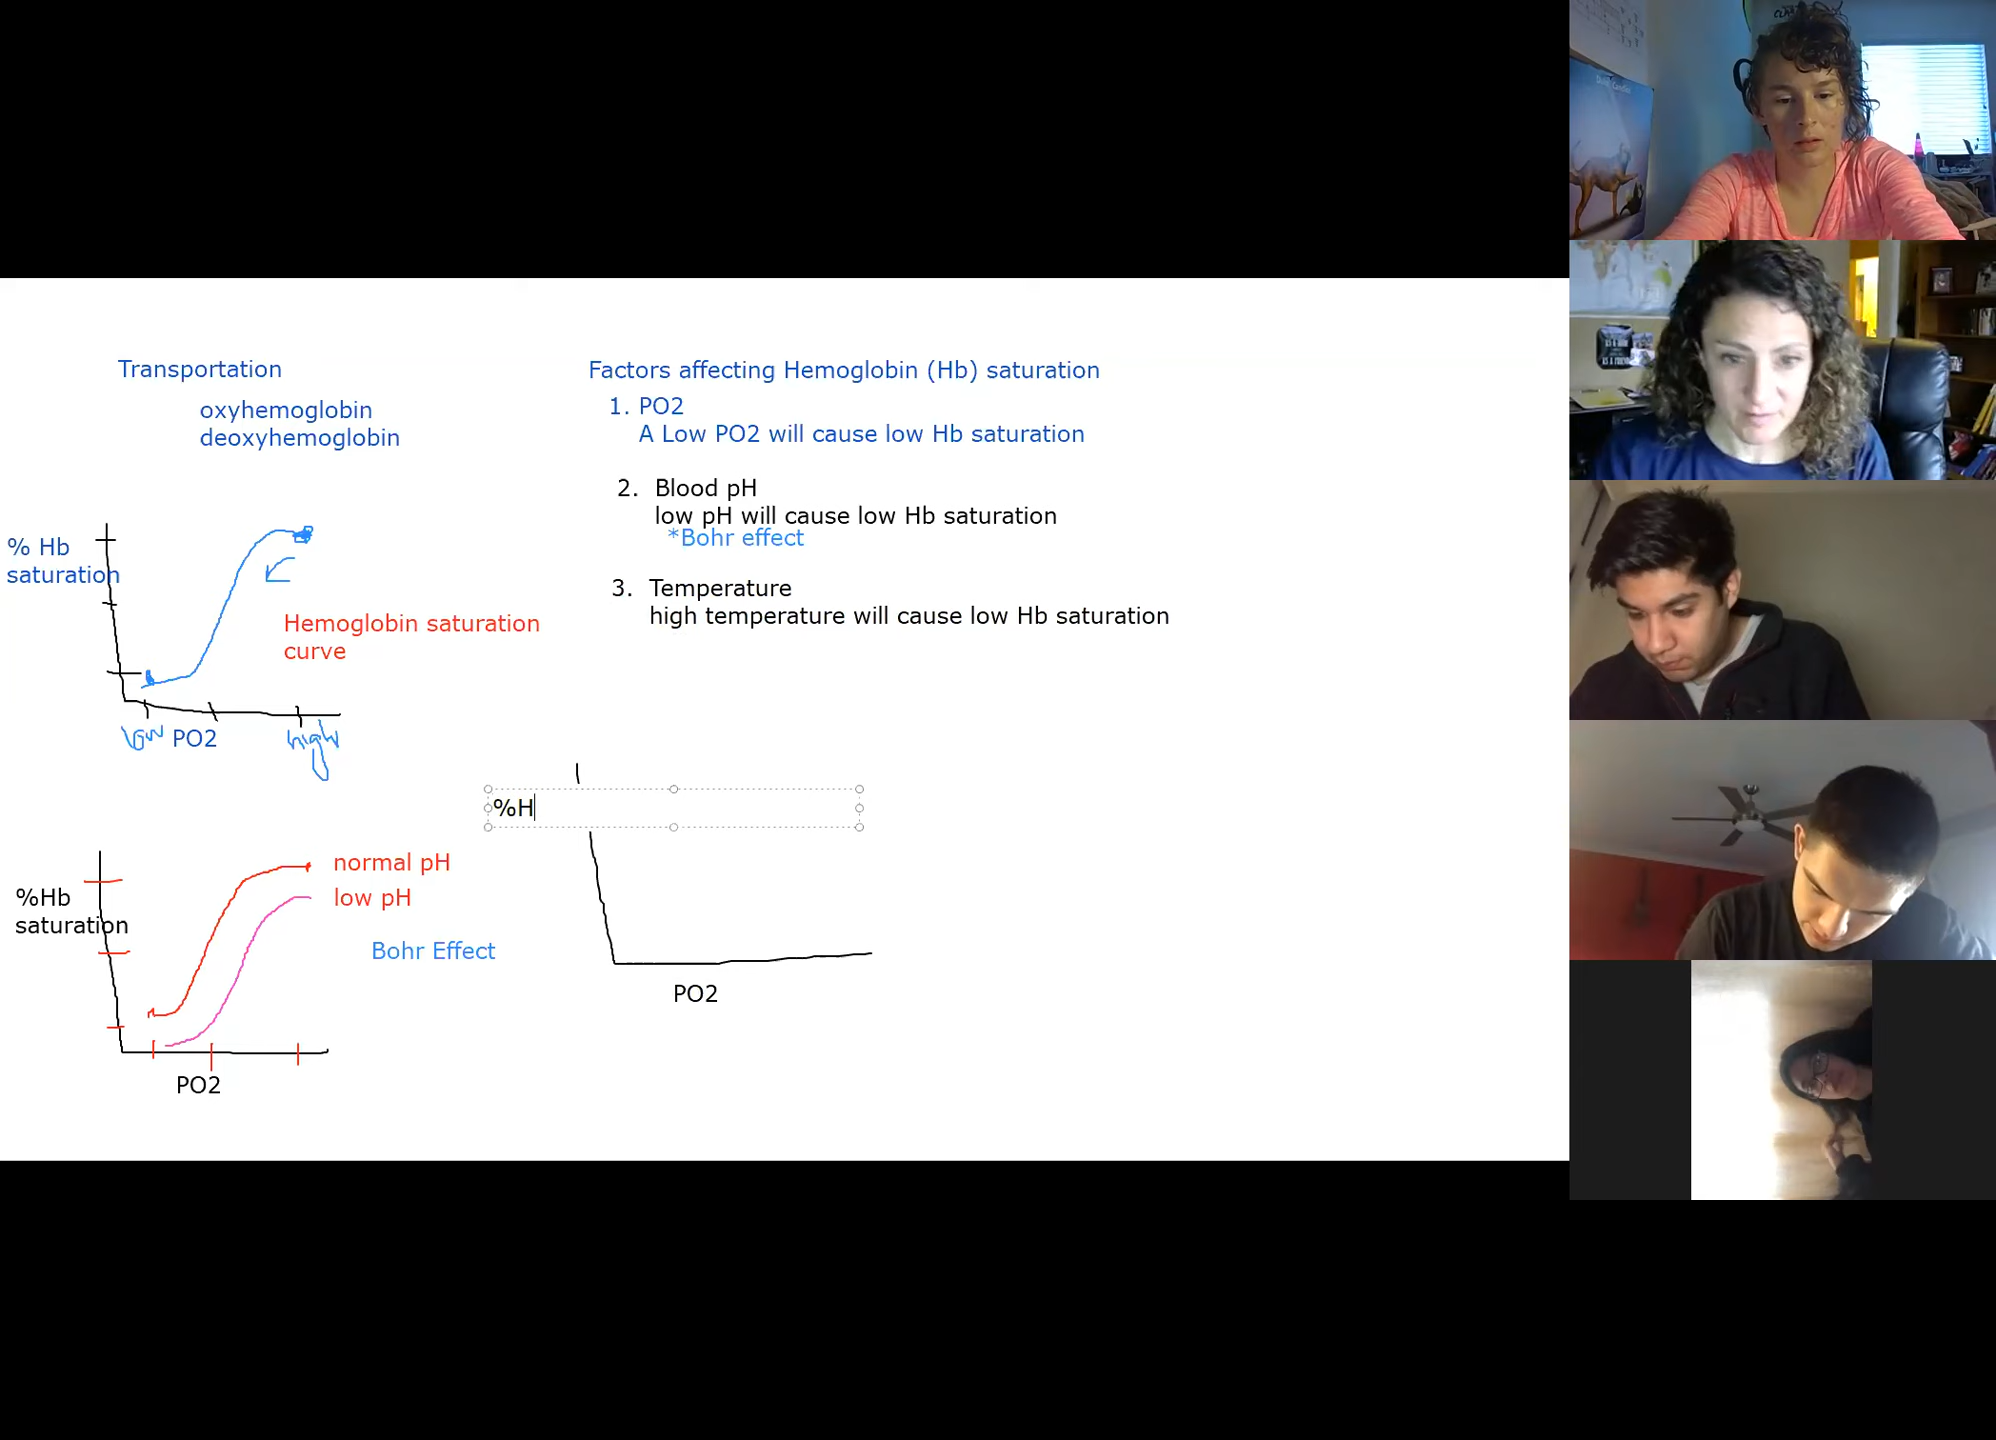 Transportation
oxyhemoglobin
deoxyhemoglobin
% Hb
saturation
Hemoglobin saturation
curve
low PO2 high
%Hb
saturation
normal pH
low pH
Bohr Effect
PO2
Factors affecting Hemoglobin (Hb) saturation
1. PO2
A Low PO2 will cause low Hb saturation
2. Blood pH
low pH will cause low Hb saturation
*Bohr effect
3. Temperature
high temperature will cause low Hb saturation
%H
PO2